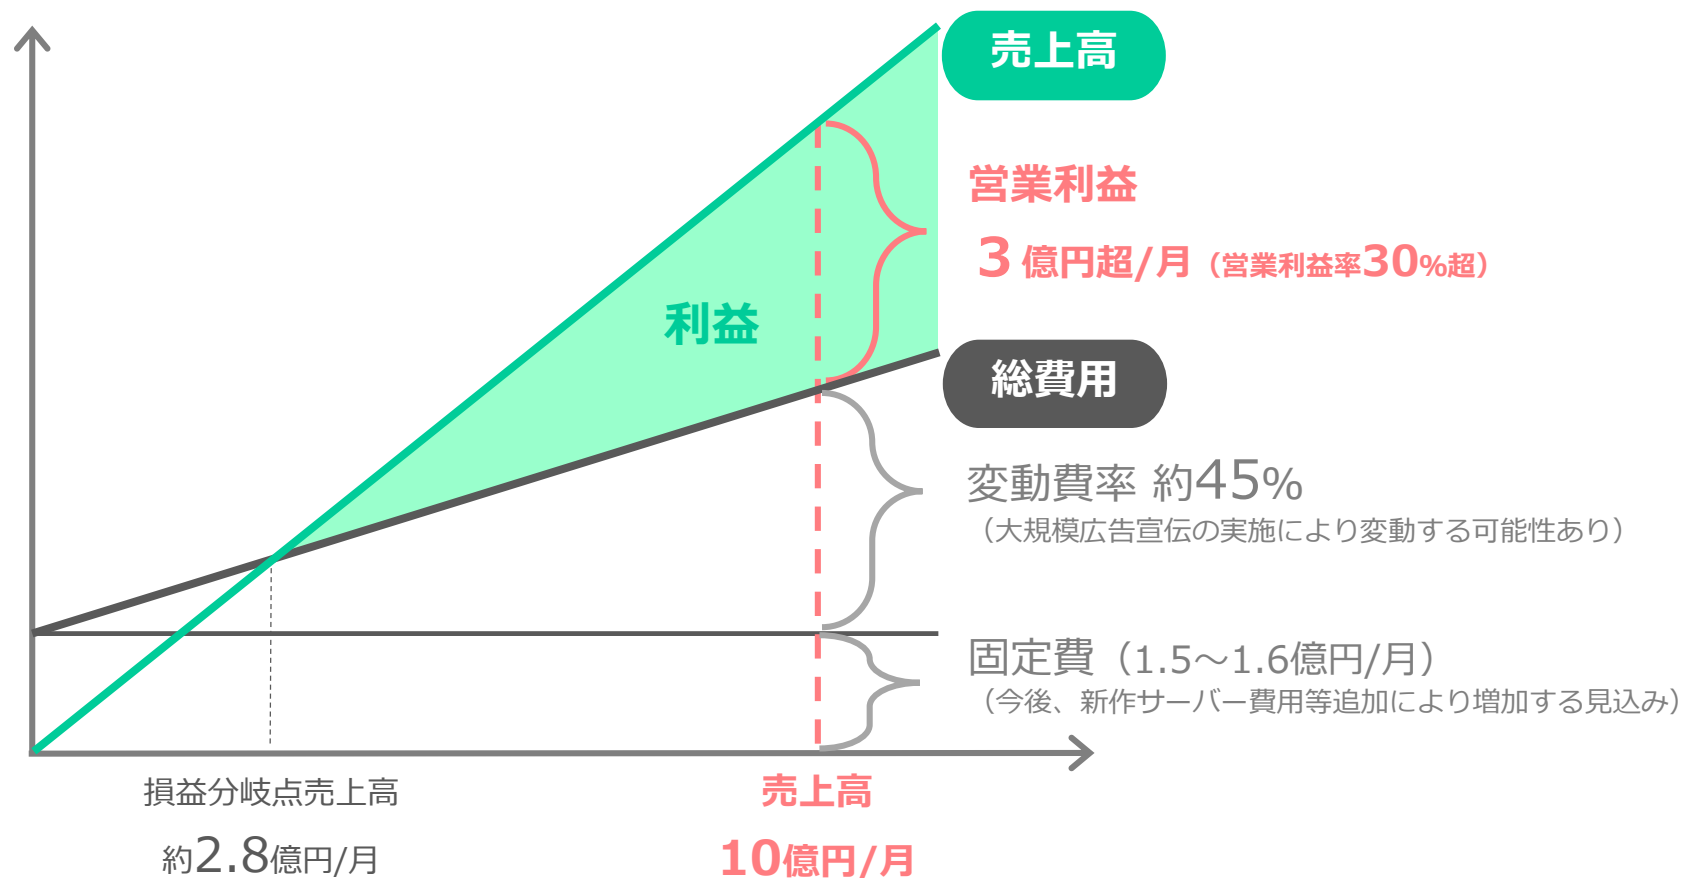 売上高
営業利益
3億円超/月（営業利益率30%超）
利益
総費用
変動費率 約45%
（大規模広告宣伝の実施により変動する可能性あり）
固定費（1.5～1.6億円/月）
（今後、新作サーバー費用等追加により増加する見込み）
損益分岐点売上高
約2.8億円/月
売上高
10億円/月